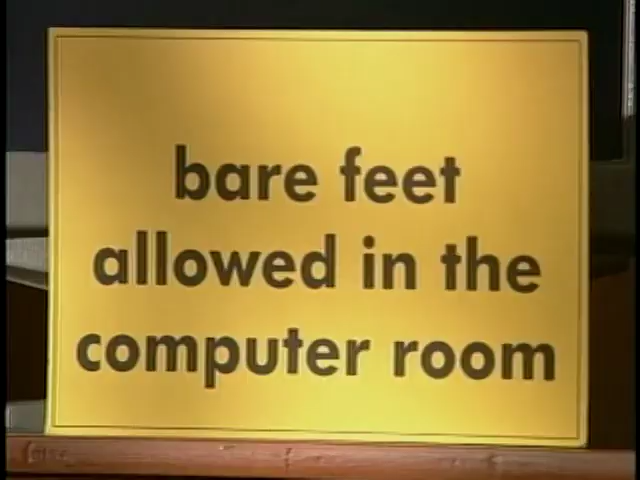 bare feet
allowed in the
computer room